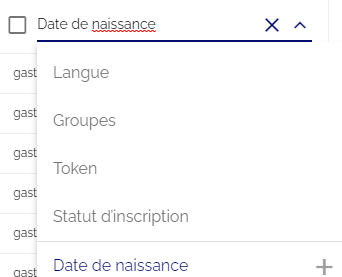 Date de naissance
Langue
gast
Groupes
gast
Token
gast
gast
Statut d'inscription
gast
Date de naissance
gast